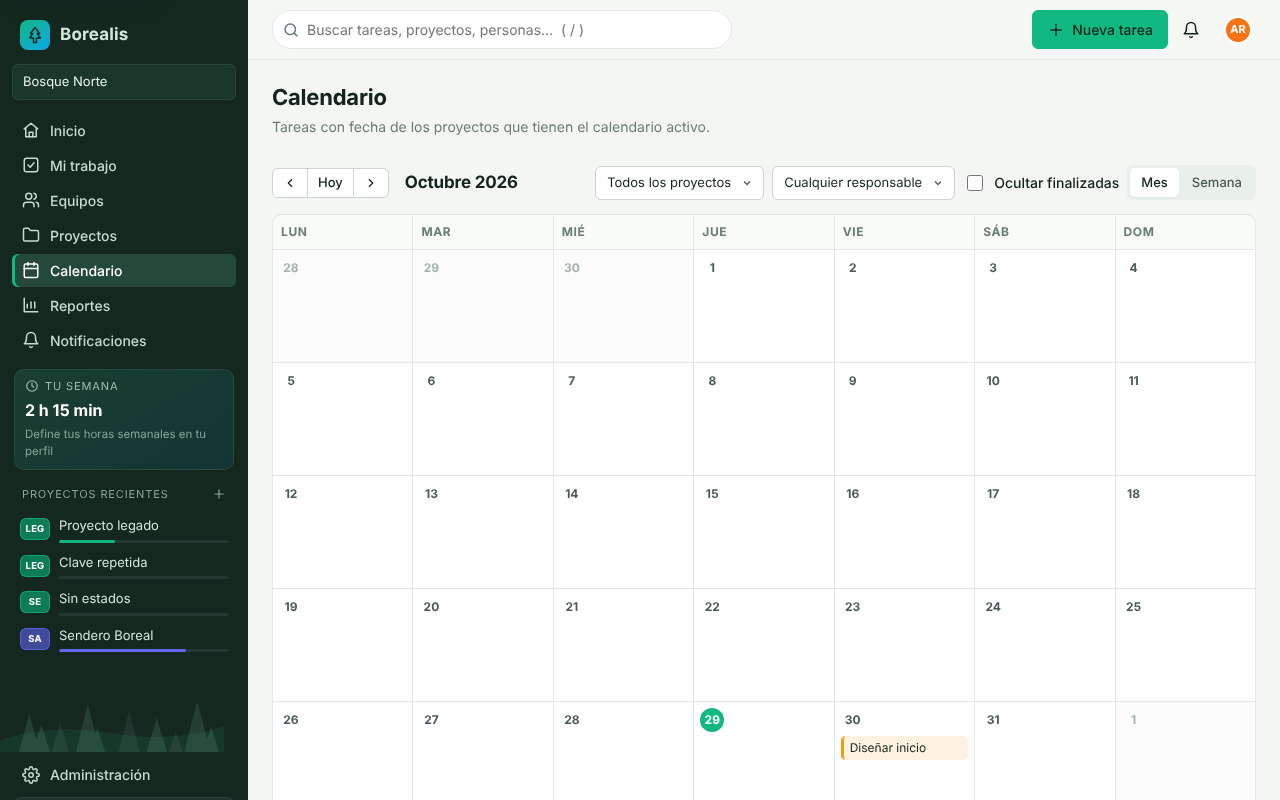 Borealis
Bosque Norte
Inicio
Mi trabajo
Equipos
Proyectos
Calendario
Reportes
Notificaciones
TU SEMANA
2 h 15 min
Define tus horas semanales en tu
perfil
PROYECTOS RECIENTES
LEG Proyecto legado
LEG Clave repetida
SE Sin estados
SA Sendero Boreal
Administración
Buscar tareas, proyectos, personas... ( / )
Nueva tarea
AR
Calendario
Tareas con fecha de los proyectos que tienen el calendario activo.
Hoy
Octubre 2026
Todos los proyectos
Cualquier responsable
Ocultar finalizadas
Mes
Semana
LUN MAR MIÉ JUE VIE SÁB DOM
28 29 30 1 2 3 4
5 6 7 8 9 10 11
12 13 14 15 16 17 18
19 20 21 22 23 24 25
26 27 28 29 30 31 1
Diseñar inicio